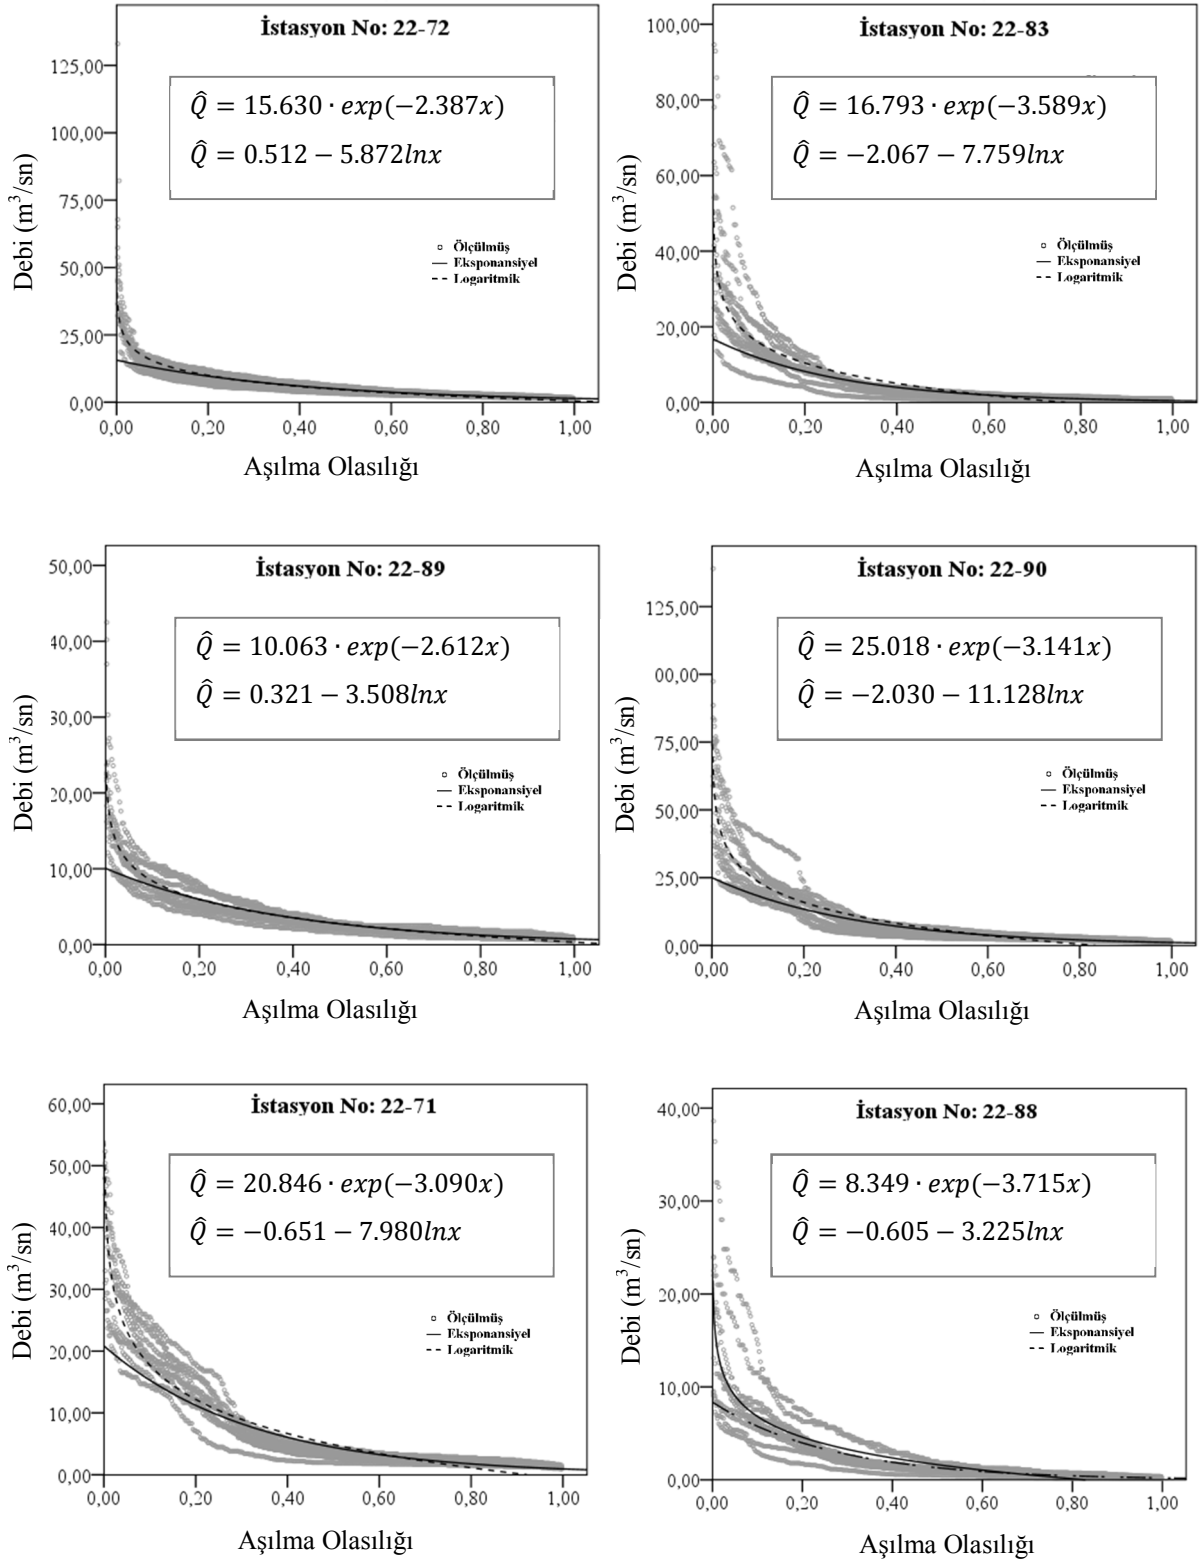 İstasyon No: 22-72
Q̂ = 15.630 · exp(−2.387x)
Q̂ = 0.512 − 5.872lnx
Ölçülmüş
Eksponansiyel
Logaritmik
125,00
100,00
75,00
50,00
25,00
0,00
0,00 0,20 0,40 0,60 0,80 1,00
Debi (m³/sn)
Aşılma Olasılığı
İstasyon No: 22-83
Q̂ = 16.793 · exp(−3.589x)
Q̂ = −2.067 − 7.759lnx
Ölçülmüş
Eksponansiyel
Logaritmik
100,00
80,00
60,00
40,00
20,00
0,00
0,00 0,20 0,40 0,60 0,80 1,00
Debi (m³/sn)
Aşılma Olasılığı
İstasyon No: 22-89
Q̂ = 10.063 · exp(−2.612x)
Q̂ = 0.321 − 3.508lnx
Ölçülmüş
Eksponansiyel
Logaritmik
50,00
40,00
30,00
20,00
10,00
0,00
0,00 0,20 0,40 0,60 0,80 1,00
Debi (m³/sn)
Aşılma Olasılığı
İstasyon No: 22-90
Q̂ = 25.018 · exp(−3.141x)
Q̂ = −2.030 − 11.128lnx
Ölçülmüş
Eksponansiyel
Logaritmik
125,00
00,00
75,00
50,00
25,00
0,00
0,00 0,20 0,40 0,60 0,80 1,00
Debi (m³/sn)
Aşılma Olasılığı
İstasyon No: 22-71
Q̂ = 20.846 · exp(−3.090x)
Q̂ = −0.651 − 7.980lnx
Ölçülmüş
Eksponansiyel
Logaritmik
60,00
50,00
40,00
30,00
20,00
10,00
0,00
0,00 0,20 0,40 0,60 0,80 1,00
Debi (m³/sn)
Aşılma Olasılığı
İstasyon No: 22-88
Q̂ = 8.349 · exp(−3.715x)
Q̂ = −0.605 − 3.225lnx
Ölçülmüş
Eksponansiyel
Logaritmik
40,00
30,00
20,00
10,00
0,00
0,00 0,20 0,40 0,60 0,80 1,00
Debi (m³/sn)
Aşılma Olasılığı